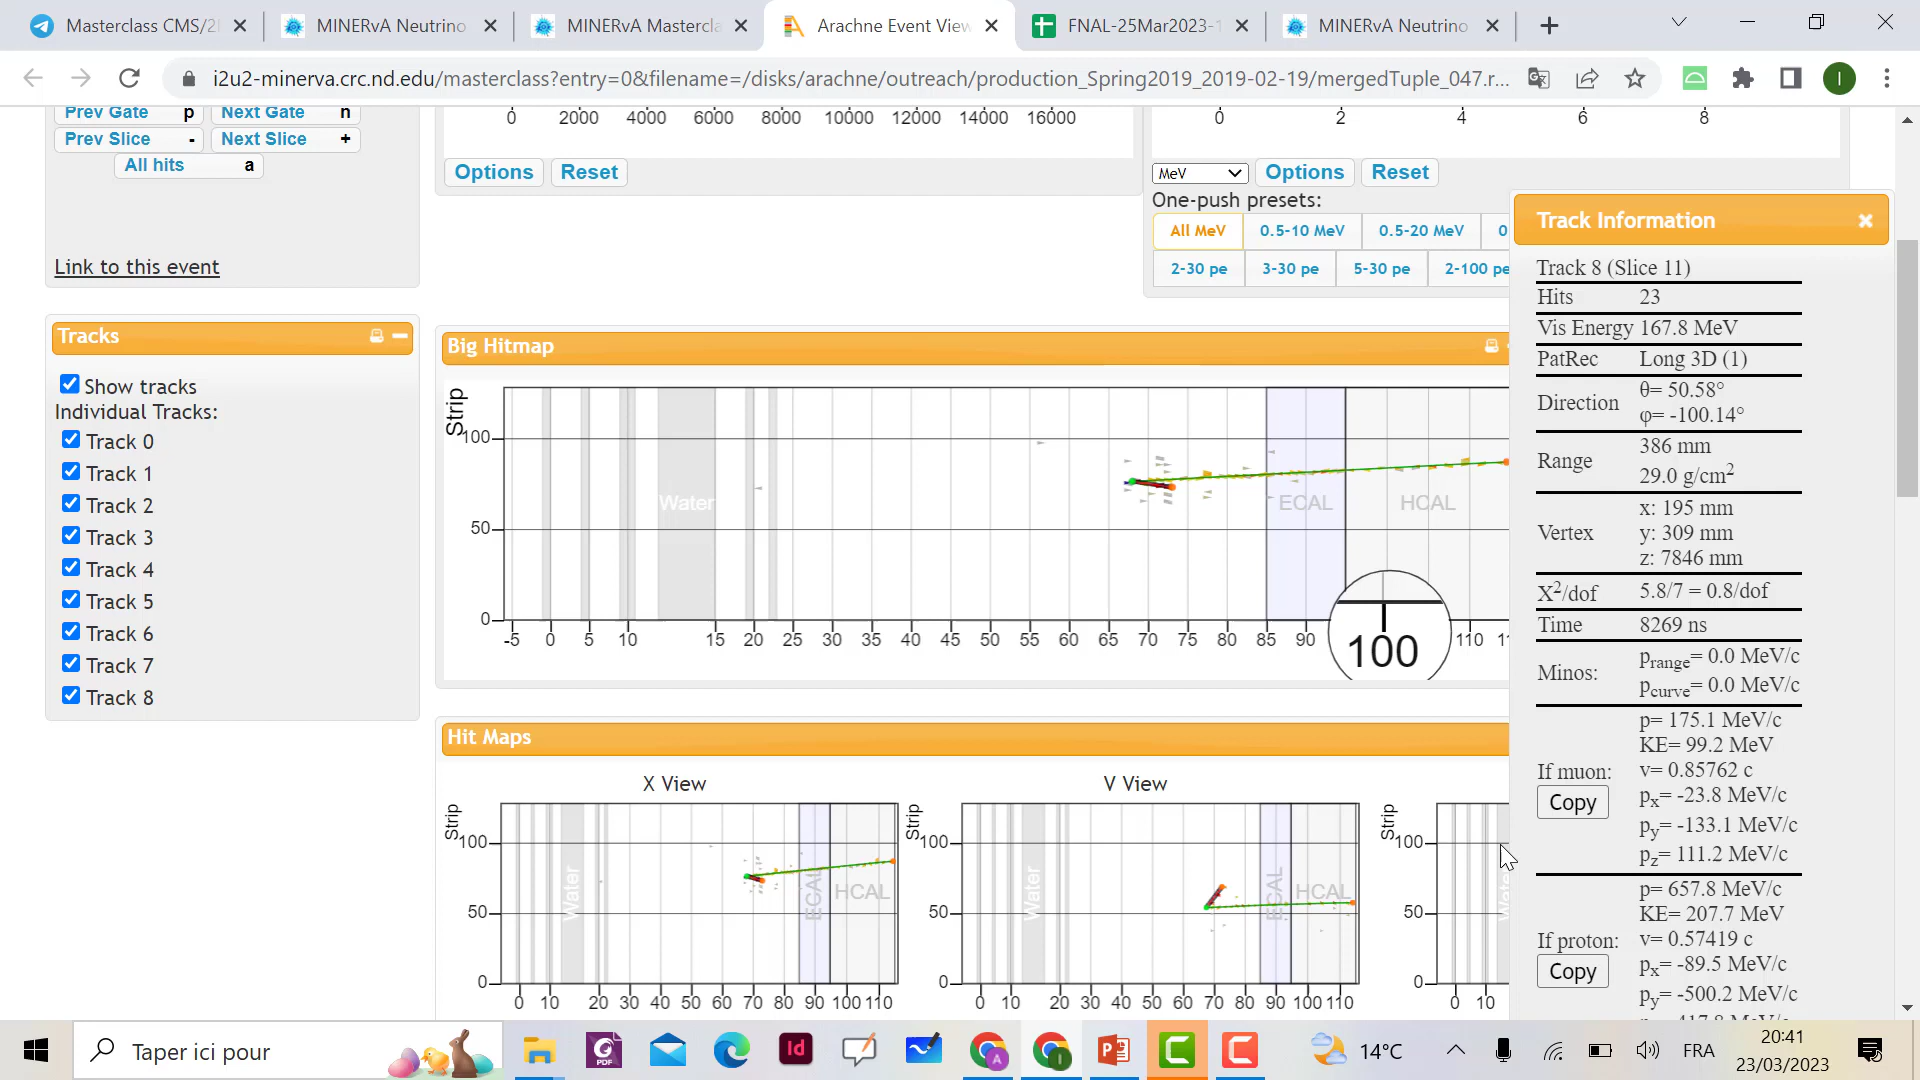 Masterclass CMS/2
MINERvA Neutrino
MINERvA Mastercla
Arachne Event View
FNAL-25Mar2023-1
MINERvA Neutrino
i2u2-minerva.crc.nd.edu/masterclass?entry=0&filename=/disks/arachne/outreach/production_Spring2019_2019-02-19/mergedTuple_047.r...
I
Prev Gate p Next Gate n
Prev Slice - Next Slice +
All hits a
Link to this event
0 2000 4000 6000 8000 10000 12000 14000 16000
Options Reset
0 2 4 6 8
MeV Options Reset
One-push presets:
All MeV 0.5-10 MeV 0.5-20 MeV 0
2-30 pe 3-30 pe 5-30 pe 2-100 pe
Tracks
Show tracks
Individual Tracks:
Track 0
Track 1
Track 2
Track 3
Track 4
Track 5
Track 6
Track 7
Track 8
Big Hitmap
Strip
100
50
0
Water
ECAL
HCAL
-5 0 5 10 15 20 25 30 35 40 45 50 55 60 65 70 75 80 85 90 100 110 1
Hit Maps
X View
Strip
100
50
0
Water
ECAL
HCAL
0 10 20 30 40 50 60 70 80 90 100 110
V View
Strip
100
50
0
Water
ECAL
HCAL
0 10 20 30 40 50 60 70 80 90 100 110
Strip
100
50
0
0 10
Track Information
Track 8 (Slice 11)
Hits 23
Vis Energy 167.8 MeV
PatRec Long 3D (1)
Direction θ= 50.58°
φ= -100.14°
Range 386 mm
29.0 g/cm2
Vertex x: 195 mm
y: 309 mm
z: 7846 mm
X2/dof 5.8/7 = 0.8/dof
Time 8269 ns
Minos: prange= 0.0 MeV/c
pcurve= 0.0 MeV/c
If muon: p= 175.1 MeV/c
KE= 99.2 MeV
v= 0.85762 c
px= -23.8 MeV/c
py= -133.1 MeV/c
pz= 111.2 MeV/c
Copy
If proton: p= 657.8 MeV/c
KE= 207.7 MeV
v= 0.57419 c
px= -89.5 MeV/c
py= -500.2 MeV/c
Copy
Taper ici pour
PDF
Id
A
I
14°C
FRA
20:41
23/03/2023